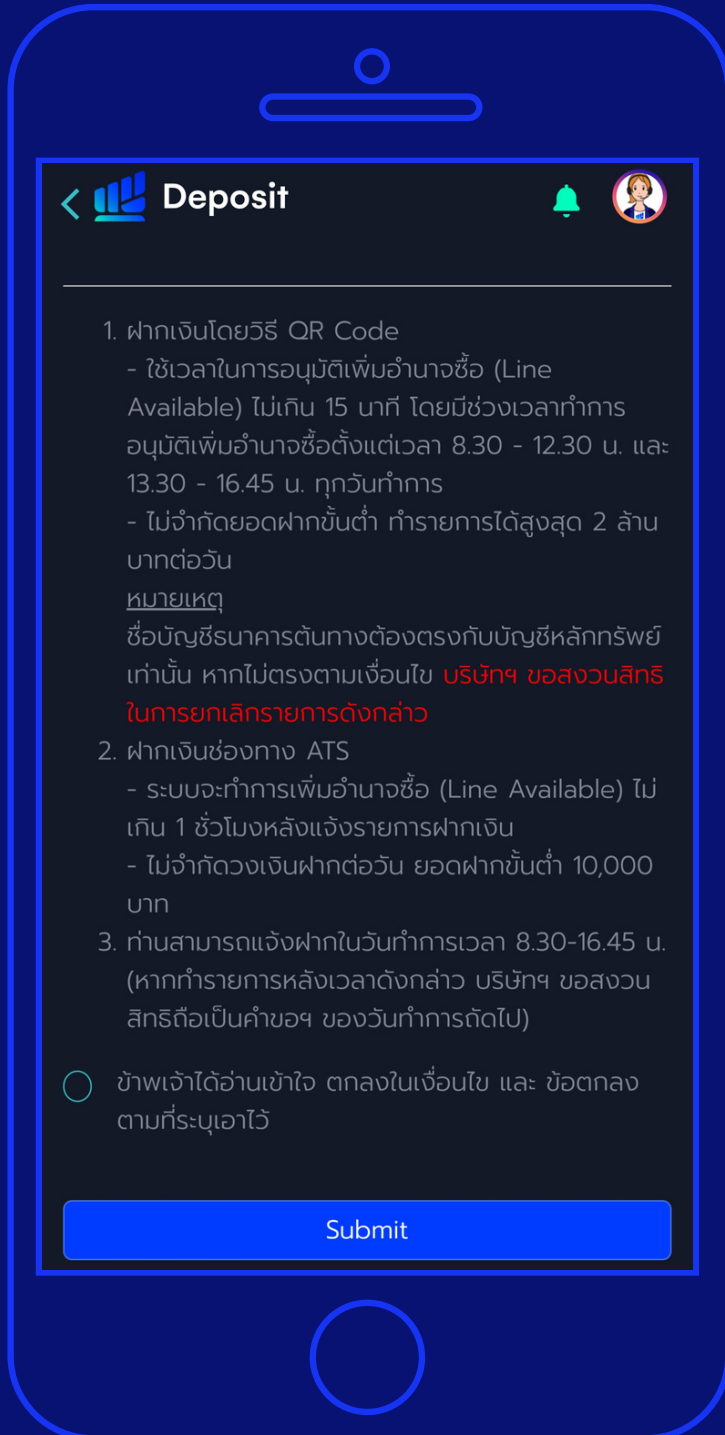 Deposit
1. ฝากเงินโดยวิธี QR Code
- ใช้เวลาในการอนุมัติเพิ่มอำนาจซื้อ (Line
Available) ไม่เกิน 15 นาที โดยมีช่วงเวลาทำการ
อนุมัติเพิ่มอำนาจซื้อตั้งแต่เวลา 8.30 - 12.30 น. และ
13.30 - 16.45 น. ทุกวันทำการ
- ไม่จำกัดยอดฝากขั้นต่ำ ทำรายการได้สูงสุด 2 ล้าน
บาทต่อวัน
หมายเหตุ
ชื่อบัญชีธนาคารต้นทางต้องตรงกับบัญชีหลักทรัพย์
เท่านั้น หากไม่ตรงตามเงื่อนไข บริษัทฯ ขอสงวนสิทธิ
ในการยกเลิกรายการดังกล่าว
2. ฝากเงินช่องทาง ATS
- ระบบจะทำการเพิ่มอำนาจซื้อ (Line Available) ไม่
เกิน 1 ชั่วโมงหลังแจ้งรายการฝากเงิน
- ไม่จำกัดวงเงินฝากต่อวัน ยอดฝากขั้นต่ำ 10,000
บาท
3. ท่านสามารถแจ้งฝากในวันทำการเวลา 8.30-16.45 น.
(หากทำรายการหลังเวลาดังกล่าว บริษัทฯ ขอสงวน
สิทธิถือเป็นคำขอฯ ของวันทำการถัดไป)
ข้าพเจ้าได้อ่านเข้าใจ ตกลงในเงื่อนไข และ ข้อตกลง
ตามที่ระบุเอาไว้
Submit